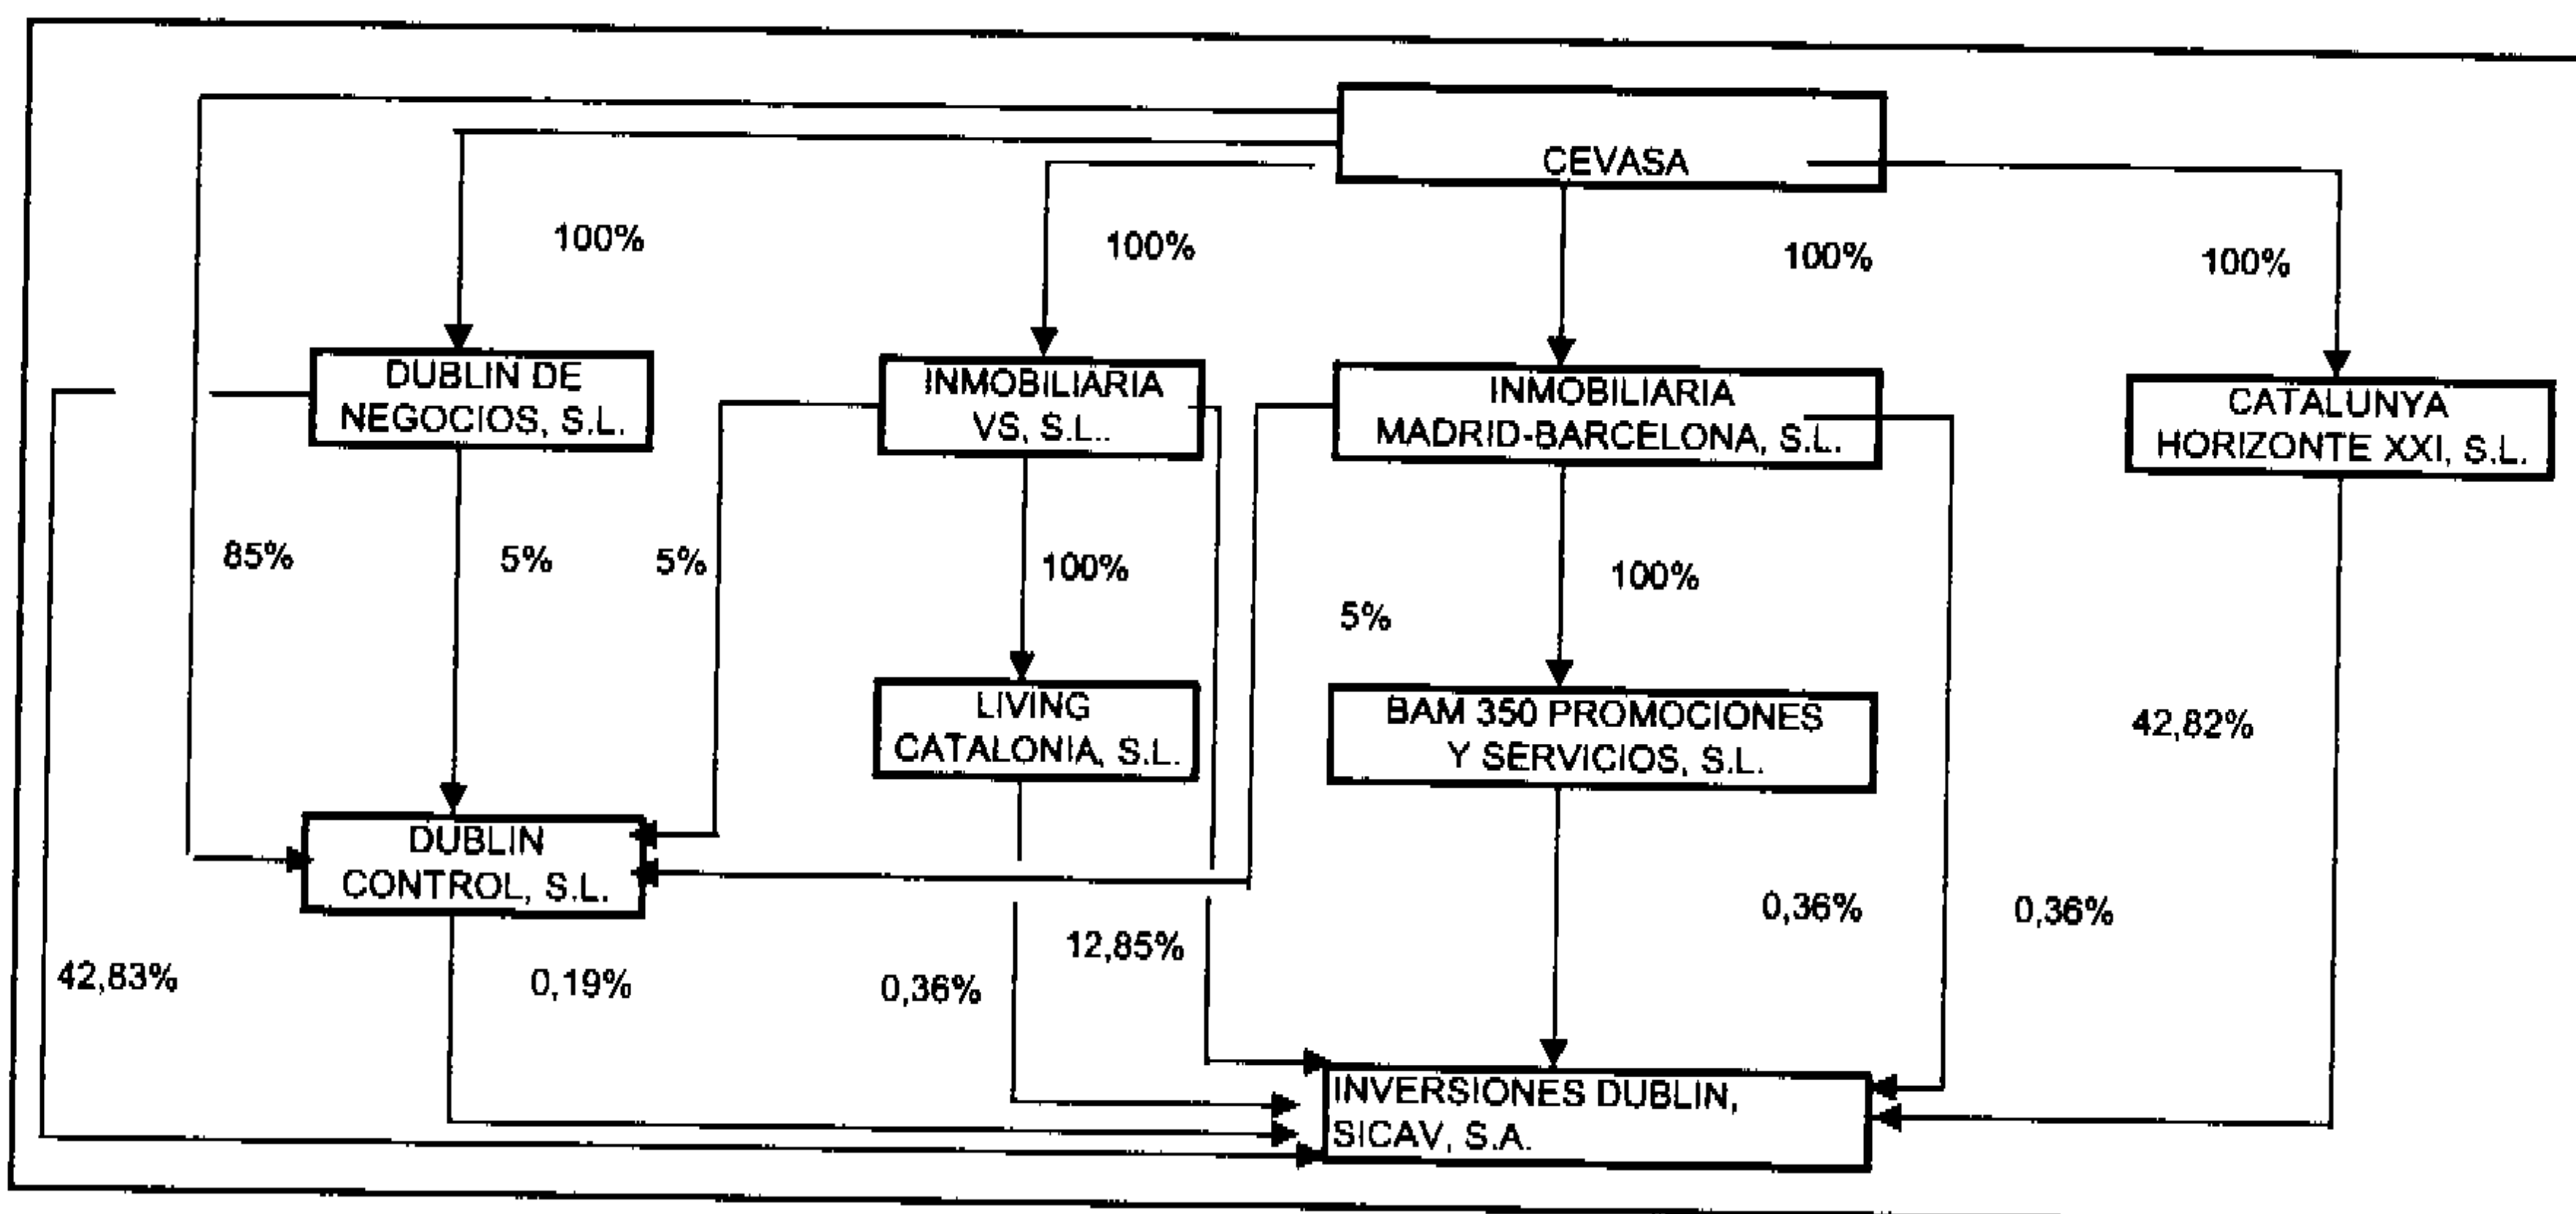 CEVASA
100%
100%
100%
100%
DUBLIN DE
NEGOCIOS, S.L.
INMOBILIARIA
VS, S.L..
INMOBILIARIA
MADRID-BARCELONA, S.L.
CATALUNYA
HORIZONTE XXI, S.L.
85%
5%
5%
100%
100%
5%
LIVING
CATALONIA, S.L.
BAM 350 PROMOCIONES
Y SERVICIOS, S.L.
42,82%
DUBLIN
CONTROL, S.L.
42,83%
0,19%
0,36%
12,85%
0,36%
0,36%
INVERSIONES DUBLIN,
SICAV, S.A.